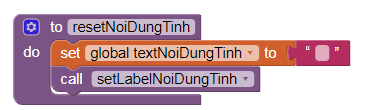 to resetNoiDungTinh
do set global textNoiDungTinh to “ ”
call setLabelNoiDungTinh